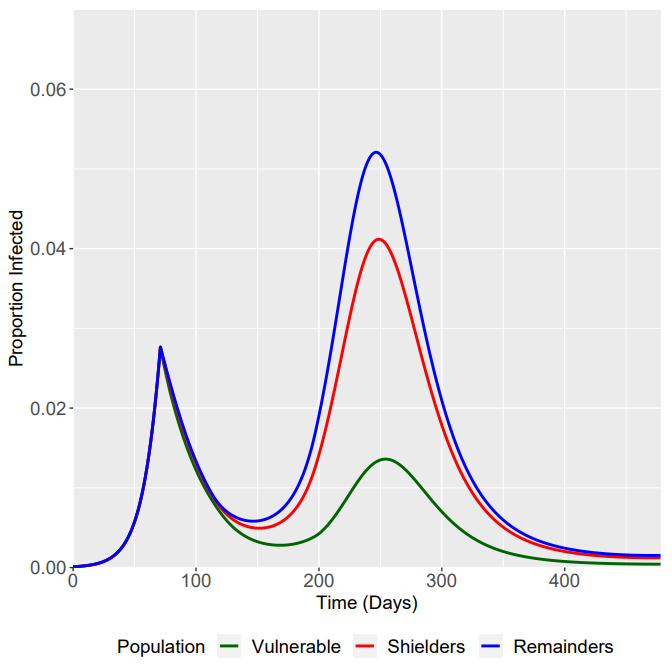 Proportion Infected
0.06
0.04
0.02
0.00
0 100 200 300 400
Time (Days)
Population Vulnerable Shielders Remainders